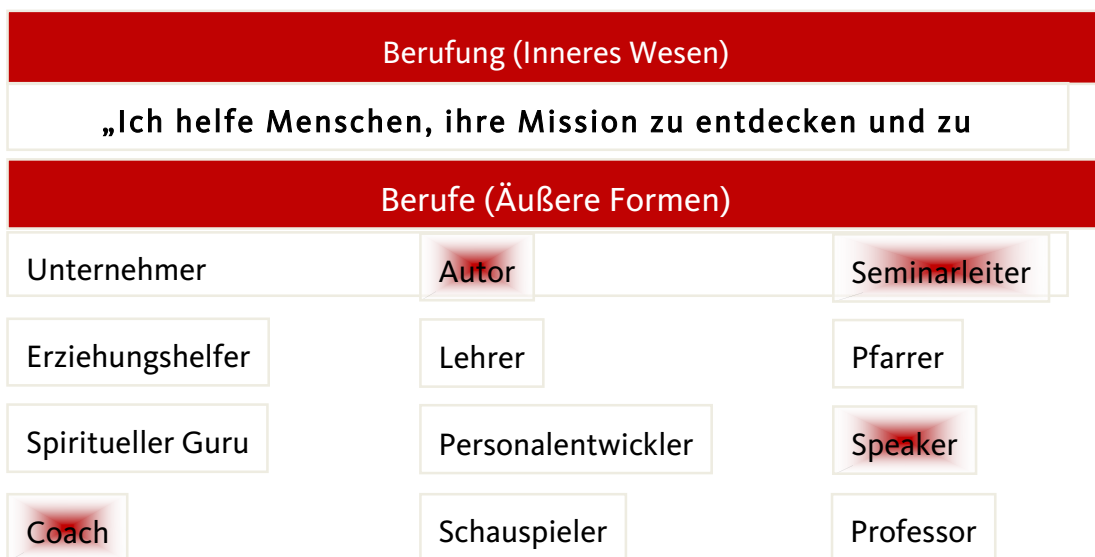 Berufung (Inneres Wesen)
„Ich helfe Menschen, ihre Mission zu entdecken und zu
Berufe (Äußere Formen)
Unternehmer Autor Seminarleiter
Erziehungshelfer Lehrer Pfarrer
Spiritueller Guru Personalentwickler Speaker
Coach Schauspieler Professor